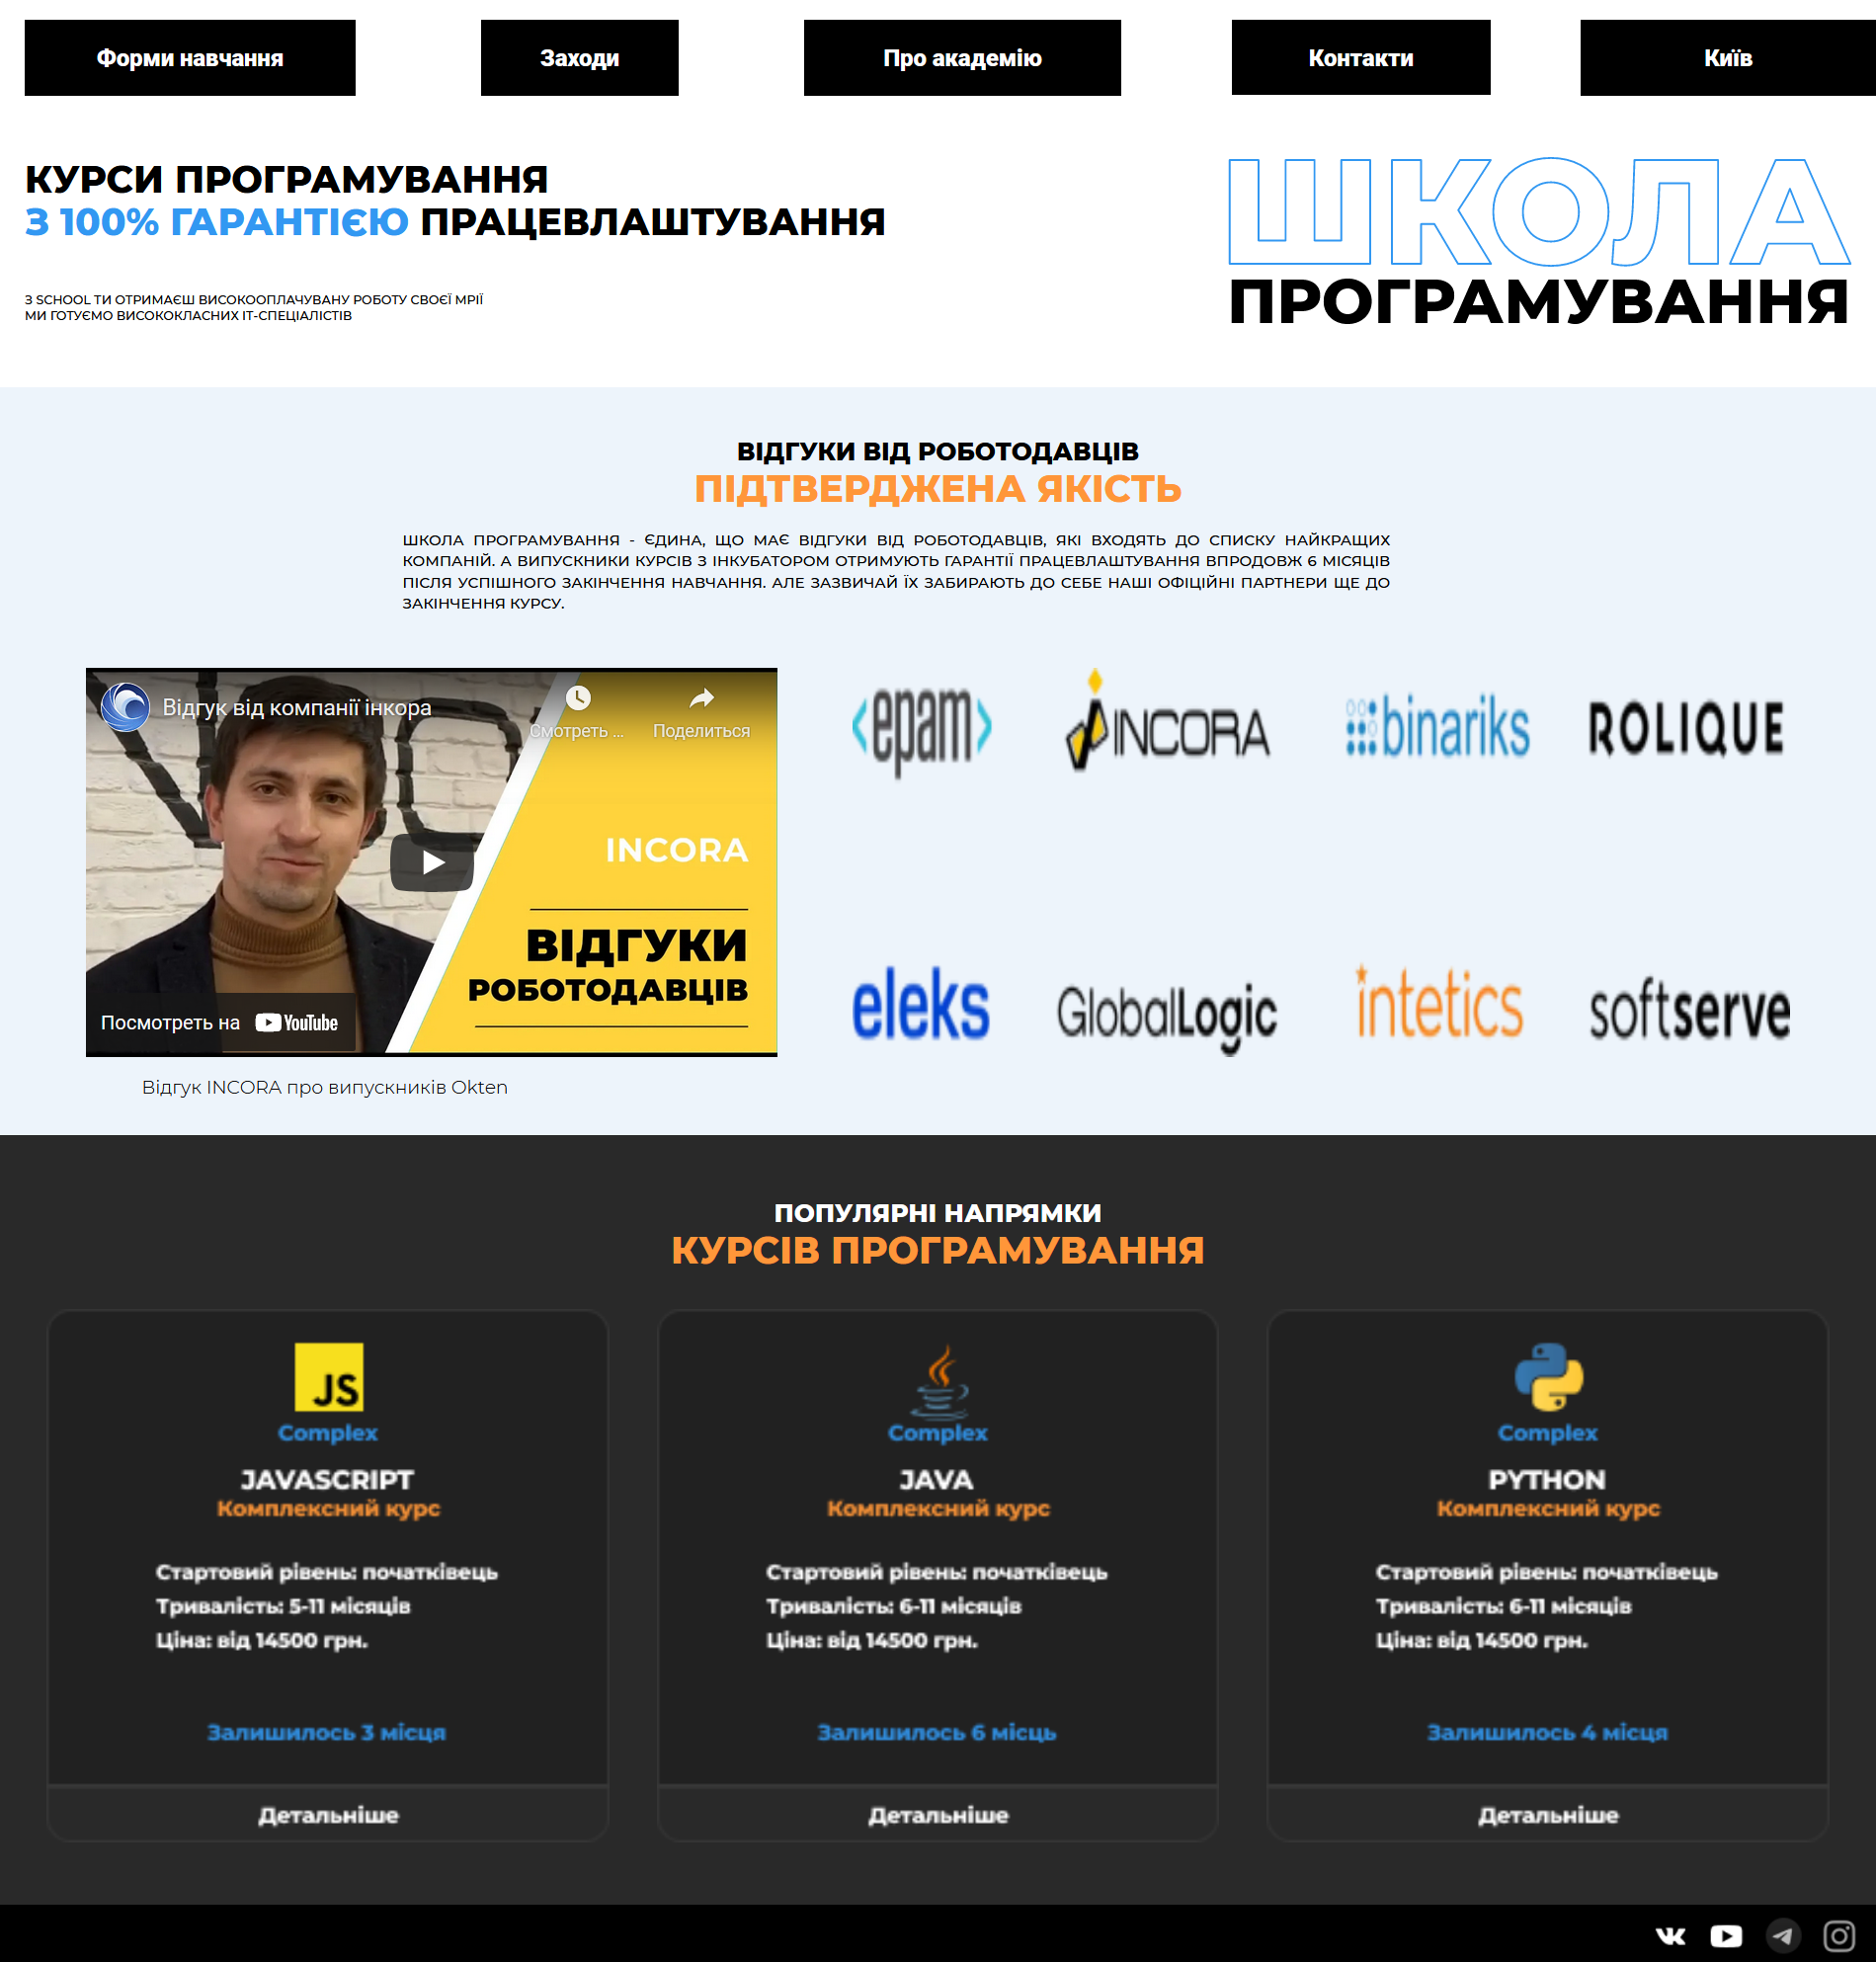 Форми навчання
Заходи
Про академію
Контакти
Київ
КУРСИ ПРОГРАМУВАННЯ
З 100% ГАРАНТІЄЮ ПРАЦЕВЛАШТУВАННЯ
З SCHOOL ТИ ОТРИМАЄШ ВИСОКООПЛАЧУВАНУ РОБОТУ СВОЄЇ МРІЇ
МИ ГОТУЄМО ВИСОКОКЛАСНИХ ІТ-СПЕЦІАЛІСТІВ
ШКОЛА
ПРОГРАМУВАННЯ
ВІДГУКИ ВІД РОБОТОДАВЦІВ
ПІДТВЕРДЖЕНА ЯКІСТЬ
ШКОЛА ПРОГРАМУВАННЯ - ЄДИНА, ЩО МАЄ ВІДГУКИ ВІД РОБОТОДАВЦІВ, ЯКІ ВХОДЯТЬ ДО СПИСКУ НАЙКРАЩИХ
КОМПАНІЙ. А ВИПУСКНИКИ КУРСІВ З ІНКУБАТОРОМ ОТРИМУЮТЬ ГАРАНТІЇ ПРАЦЕВЛАШТУВАННЯ ВПРОДОВЖ 6 МІСЯЦІВ
ПІСЛЯ УСПІШНОГО ЗАКІНЧЕННЯ НАВЧАННЯ. АЛЕ ЗАЗВИЧАЙ ЇХ ЗАБИРАЮТЬ ДО СЕБЕ НАШІ ОФІЦІЙНІ ПАРТНЕРИ ЩЕ ДО
ЗАКІНЧЕННЯ КУРСУ.
Відгук від компанії інкора
Смотреть ...
Поделиться
INCORA
ВІДГУКИ
РОБОТОДАВЦІВ
Посмотреть на YouTube
Відгук INCORA про випускників Okten
<epam>
INCORA
binariks
ROLIQUE
eleks
GlobalLogic
intetics
softserve
ПОПУЛЯРНІ НАПРЯМКИ
КУРСІВ ПРОГРАМУВАННЯ
JS
Complex
JAVASCRIPT
Комплексний курс
Стартовий рівень: початківець
Тривалість: 5-11 місяців
Ціна: від 14500 грн.
Залишилось 3 місця
Детальніше
Complex
JAVA
Комплексний курс
Стартовий рівень: початківець
Тривалість: 6-11 місяців
Ціна: від 14500 грн.
Залишилось 6 місць
Детальніше
Complex
PYTHON
Комплексний курс
Стартовий рівень: початківець
Тривалість: 6-11 місяців
Ціна: від 14500 грн.
Залишилось 4 місця
Детальніше